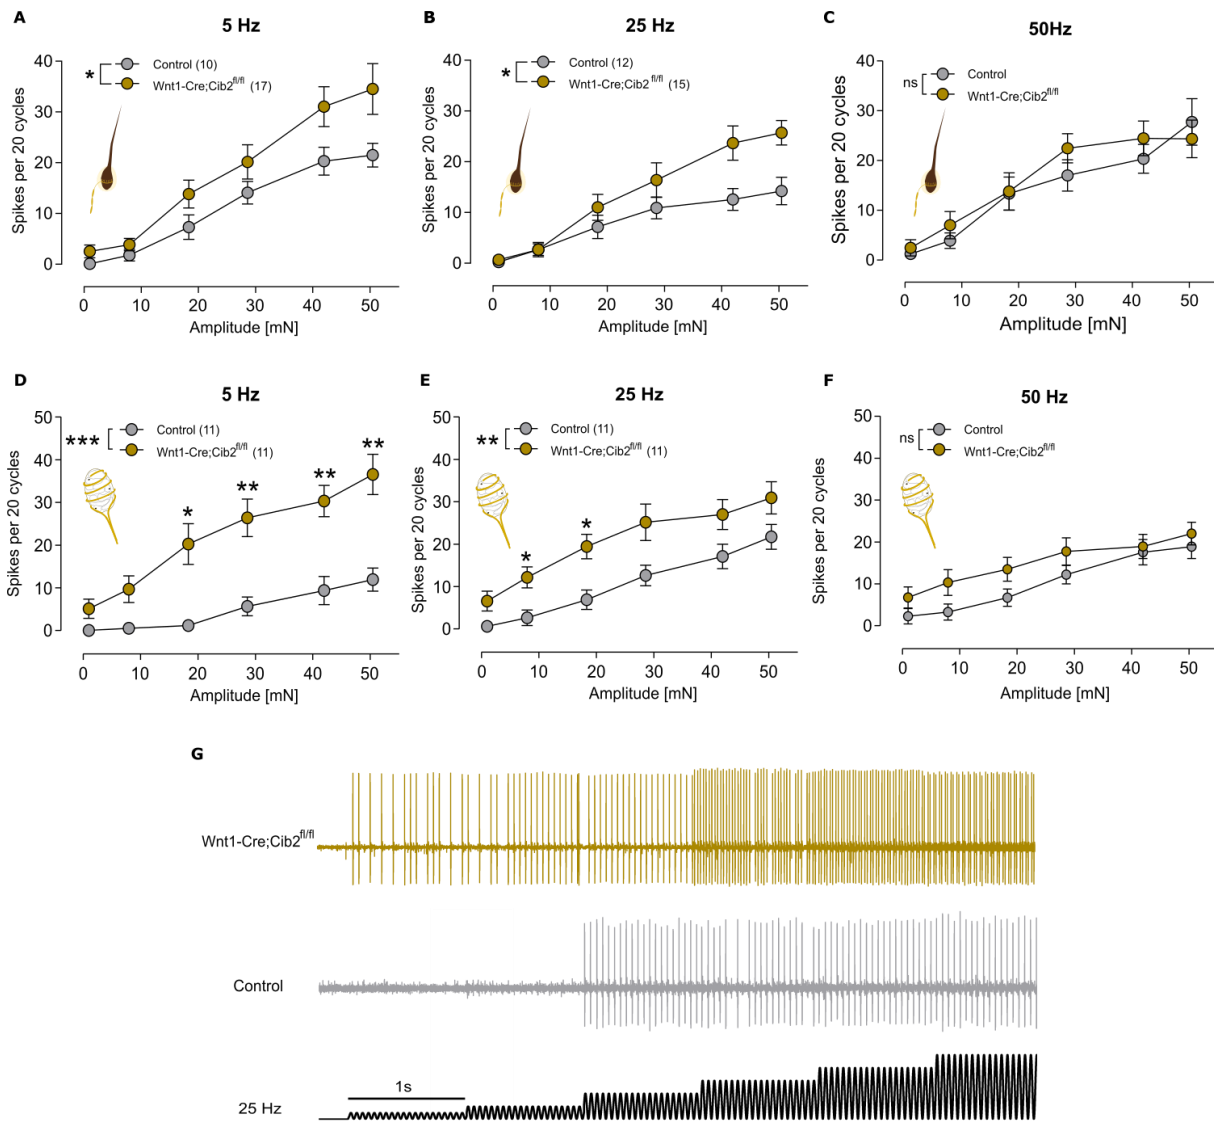 A
5 Hz
*
Control (10)
Wnt1-Cre;Cib2fl/fl (17)
Spikes per 20 cycles
40
30
20
10
0
0 10 20 30 40 50
Amplitude [mN]
B
25 Hz
*
Control (12)
Wnt1-Cre;Cib2fl/fl (15)
Spikes per 20 cycles
40
30
20
10
0
0 10 20 30 40 50
Amplitude [mN]
C
50Hz
ns
Control
Wnt1-Cre;Cib2fl/fl
Spikes per 20 cycles
40
30
20
10
0
0 10 20 30 40 50
Amplitude [mN]
D
5 Hz
***
Control (11)
Wnt1-Cre;Cib2fl/fl (11)
* ** ** **
Spikes per 20 cycles
50
40
30
20
10
0
0 10 20 30 40 50
Amplitude [mN]
E
25 Hz
**
Control (11)
Wnt1-Cre;Cib2fl/fl (11)
* *
Spikes per 20 cycles
50
40
30
20
10
0
0 10 20 30 40 50
Amplitude [mN]
F
50 Hz
ns
Control
Wnt1-Cre;Cib2fl/fl
Spikes per 20 cycles
50
40
30
20
10
0
0 10 20 30 40 50
Amplitude [mN]
G
Wnt1-Cre;Cib2fl/fl
Control
1s
25 Hz